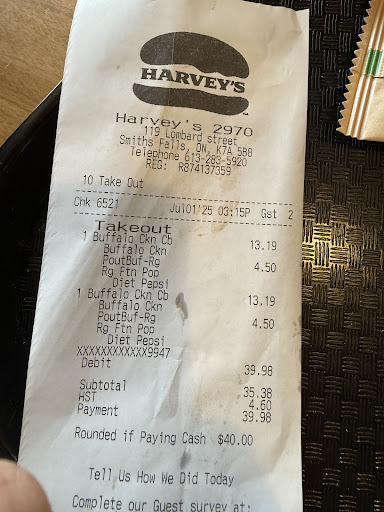 HARVEY'S
Harvey's 2970
119 Lombard street
Smiths Falls, ON, K7A 5B8
Telephone 613-283-5920
REG: R874137359
10 Take Out
Chk 6521 Jul01'25 03:15P Gst 2
Takeout
1 Buffalo Ckn Cb 13.19
Buffalo Ckn
PoutBuf-Rg 4.50
Rg Ftn Pop
Diet Pepsi
1 Buffalo Ckn Cb 13.19
Buffalo Ckn
PoutBuf-Rg 4.50
Rg Ftn Pop
Diet Pepsi
XXXXXXXXXXXX9947
Debit 39.98
Subtotal 35.38
HST 4.60
Payment 39.98
Rounded if Paying Cash $40.00
Tell Us How We Did Today
Complete our Guest survey at: